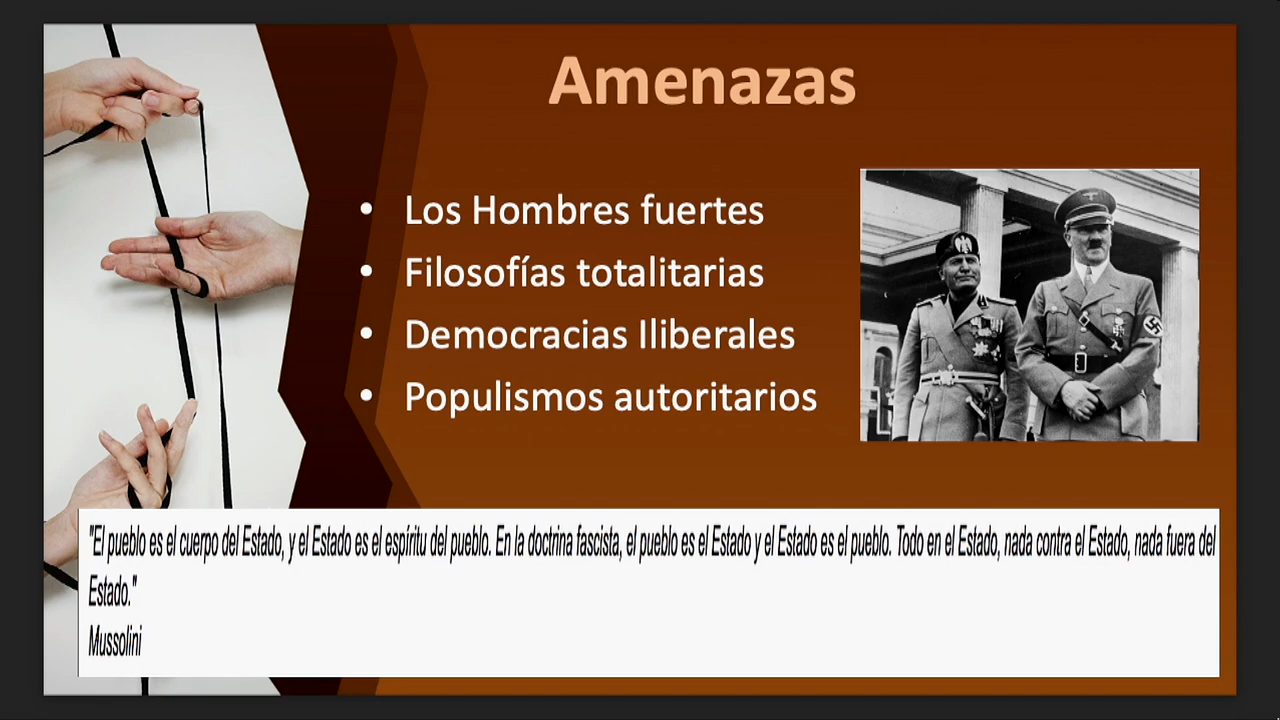 Amenazas
• Los Hombres fuertes
• Filosofías totalitarias
• Democracias Iliberales
• Populismos autoritarios
"El pueblo es el cuerpo del Estado, y el Estado es el espíritu del pueblo. En la doctrina fascista, el pueblo es el Estado y el Estado es el pueblo. Todo en el Estado, nada contra el Estado, nada fuera del
Estado."
Mussolini